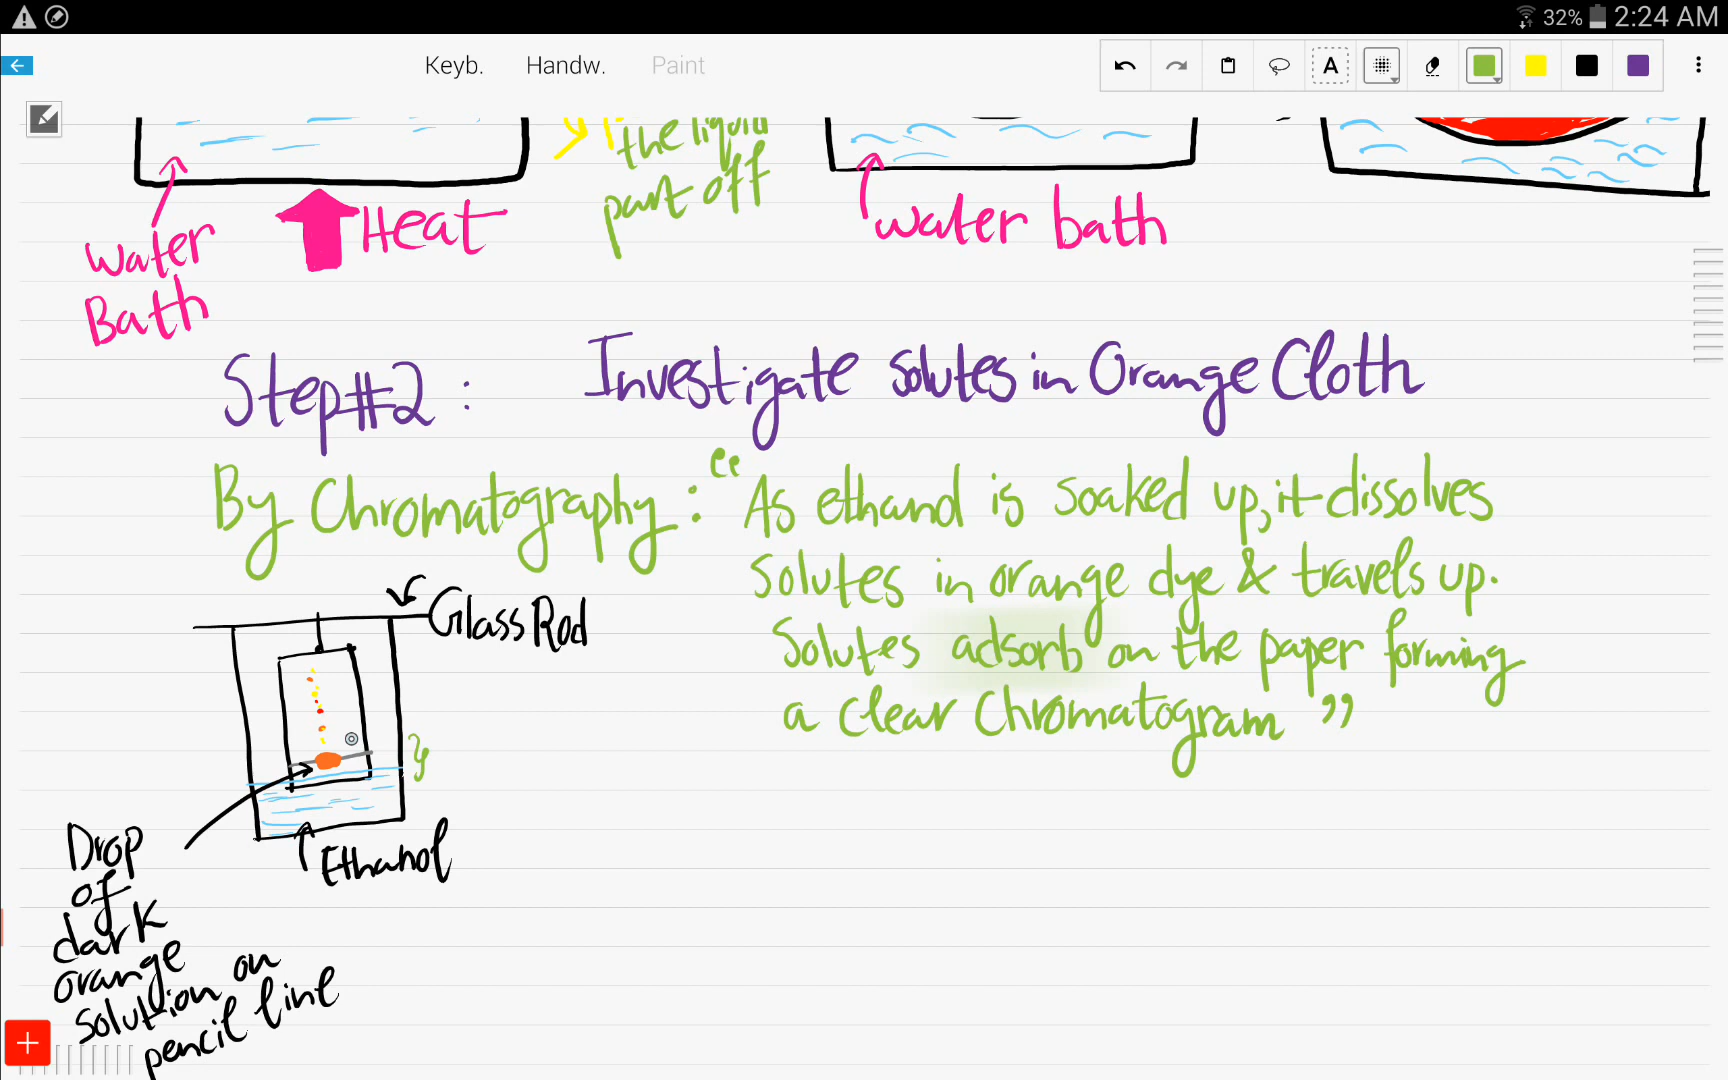 32% 2:24 AM
Keyb. Handw. Paint A
the liquid
part off
Heat
Water
Bath
water bath
Step#2 : Investigate solutes in Orange Cloth
By Chromatography : “As ethanol is soaked up, it dissolves
solutes in orange dye & travels up.
Solutes adsorb on the paper forming
a clear Chromatogram ”
Glass Rod
Ethanol
Drop
of
dark
orange
solution on
pencil line